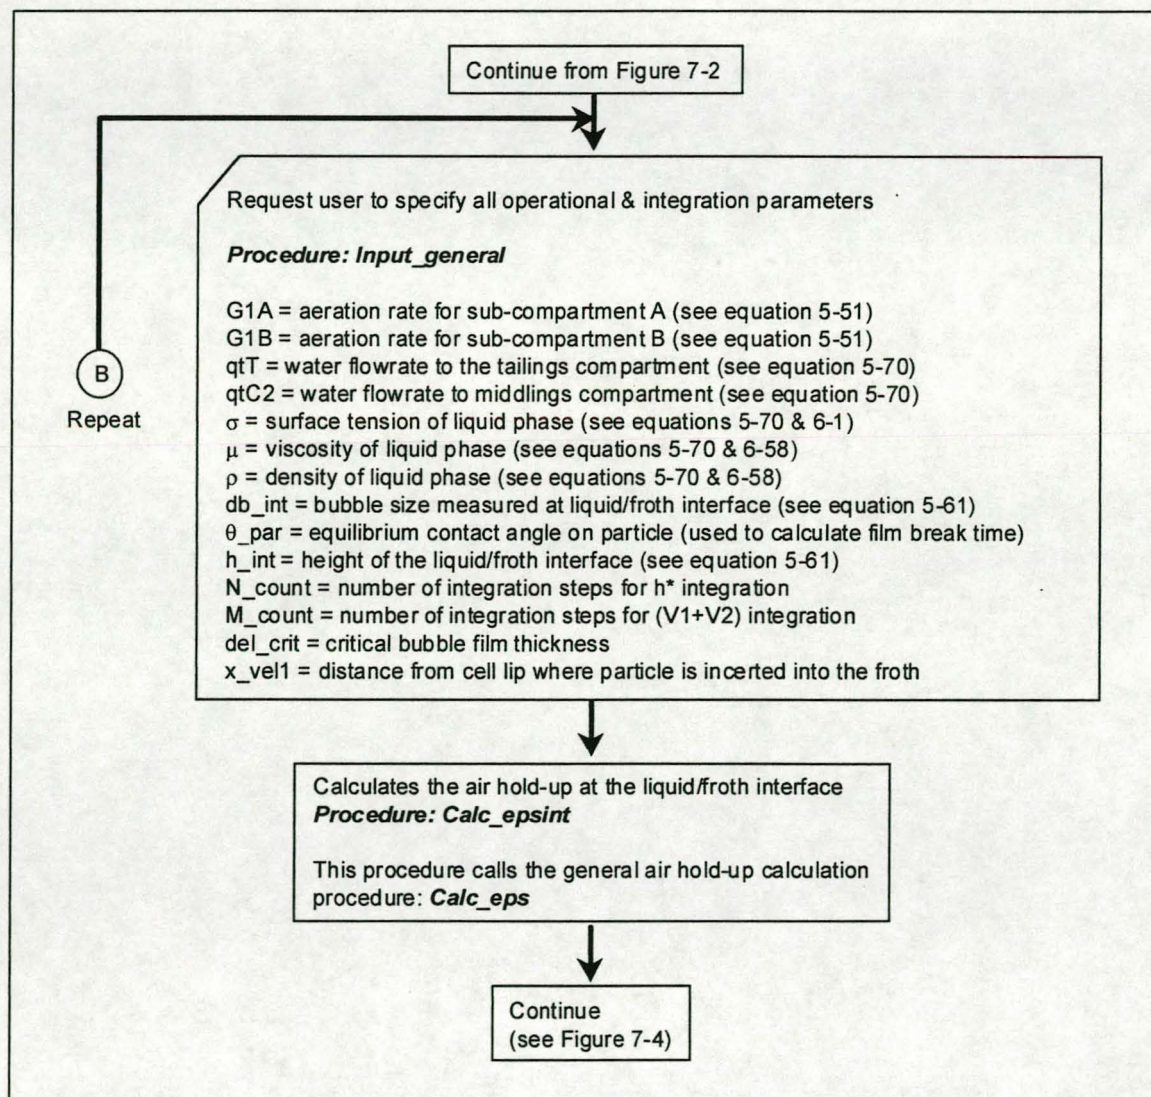 Continue from Figure 7-2
Request user to specify all operational & integration parameters
Procedure: Input_general
G1A = aeration rate for sub-compartment A (see equation 5-51)
G1B = aeration rate for sub-compartment B (see equation 5-51)
qtT = water flowrate to the tailings compartment (see equation 5-70)
qtC2 = water flowrate to middlings compartment (see equation 5-70)
σ = surface tension of liquid phase (see equations 5-70 & 6-1)
μ = viscosity of liquid phase (see equations 5-70 & 6-58)
ρ = density of liquid phase (see equations 5-70 & 6-58)
db_int = bubble size measured at liquid/froth interface (see equation 5-61)
θ_par = equilibrium contact angle on particle (used to calculate film break time)
h_int = height of the liquid/froth interface (see equation 5-61)
N_count = number of integration steps for h* integration
M_count = number of integration steps for (V1+V2) integration
del_crit = critical bubble film thickness
x_vel1 = distance from cell lip where particle is incerted into the froth
B
Repeat
Calculates the air hold-up at the liquid/froth interface
Procedure: Calc_epsint
This procedure calls the general air hold-up calculation
procedure: Calc_eps
Continue
(see Figure 7-4)